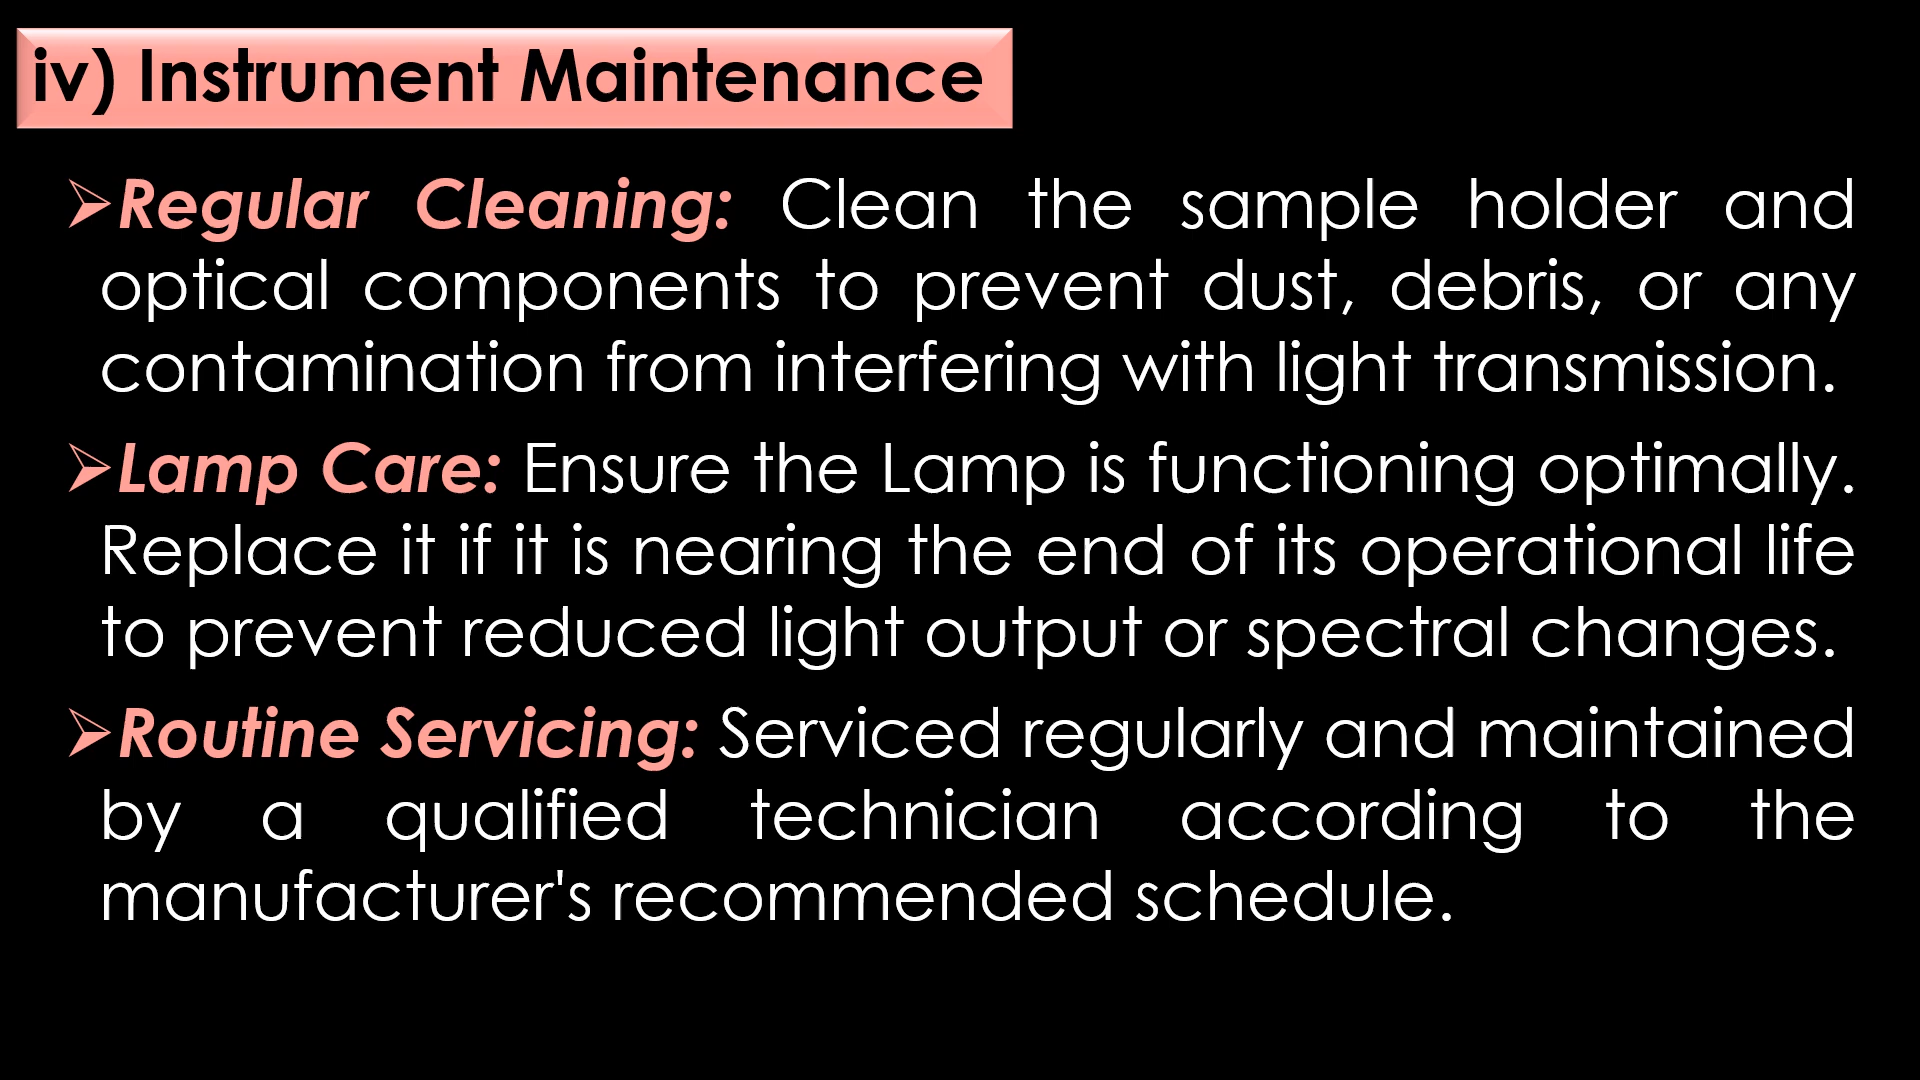 iv) Instrument Maintenance
➢Regular Cleaning: Clean the sample holder and
optical components to prevent dust, debris, or any
contamination from interfering with light transmission.
➢Lamp Care: Ensure the Lamp is functioning optimally.
Replace it if it is nearing the end of its operational life
to prevent reduced light output or spectral changes.
➢Routine Servicing: Serviced regularly and maintained
by a qualified technician according to the
manufacturer's recommended schedule.